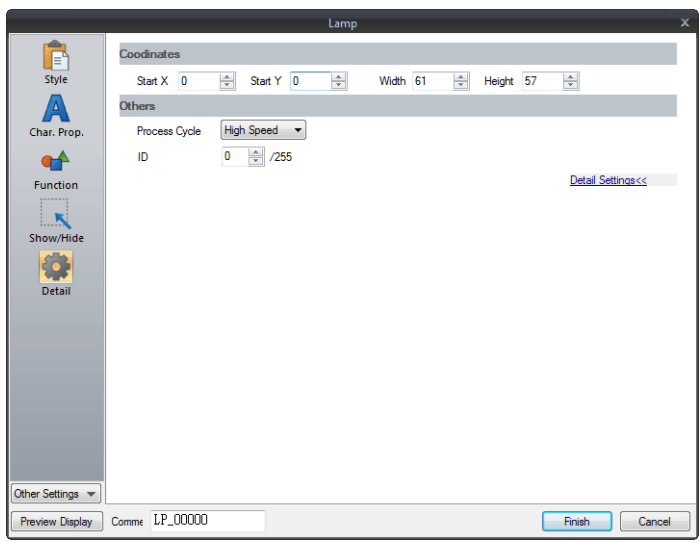 Lamp
x
Style
Char. Prop.
Function
Show/Hide
Detail
Coodinates
Start X 0 Start Y 0 Width 61 Height 57
Others
Process Cycle High Speed
ID 0 /255
Detail Settings<<
Other Settings
Preview Display Comme LP_00000 Finish Cancel